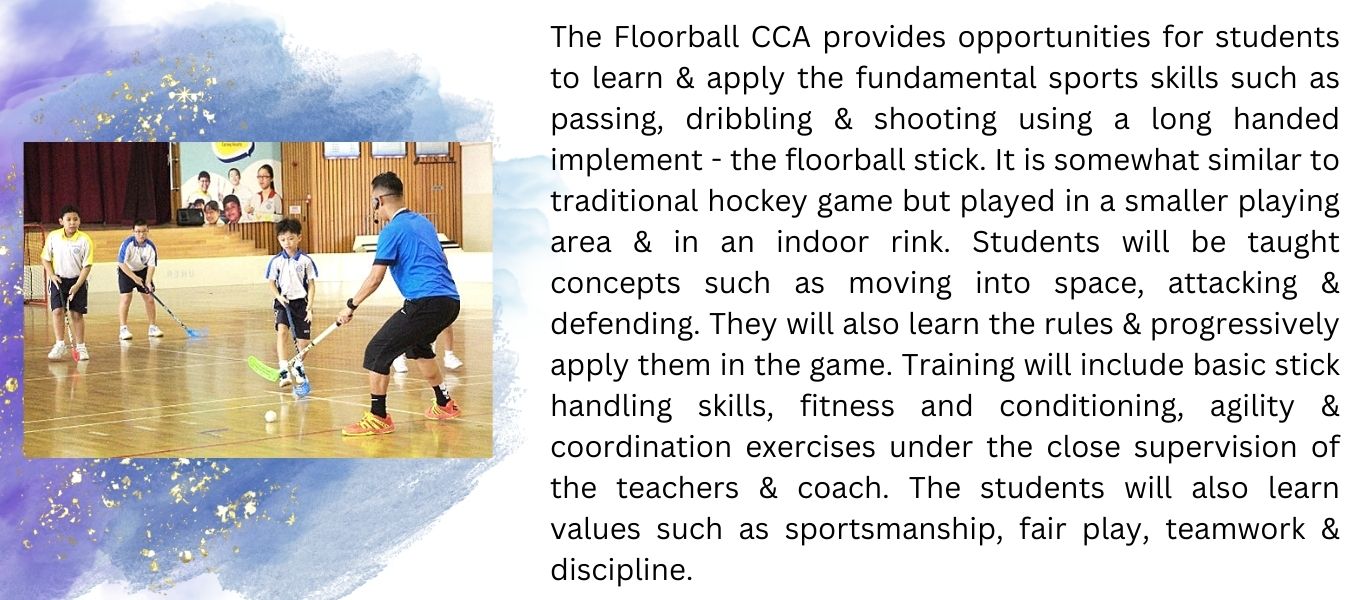 The Floorball CCA provides opportunities for students
to learn & apply the fundamental sports skills such as
passing, dribbling & shooting using a long handed
implement - the floorball stick. It is somewhat similar to
traditional hockey game but played in a smaller playing
area & in an indoor rink. Students will be taught
concepts such as moving into space, attacking &
defending. They will also learn the rules & progressively
apply them in the game. Training will include basic stick
handling skills, fitness and conditioning, agility &
coordination exercises under the close supervision of
the teachers & coach. The students will also learn
values such as sportsmanship, fair play, teamwork &
discipline.